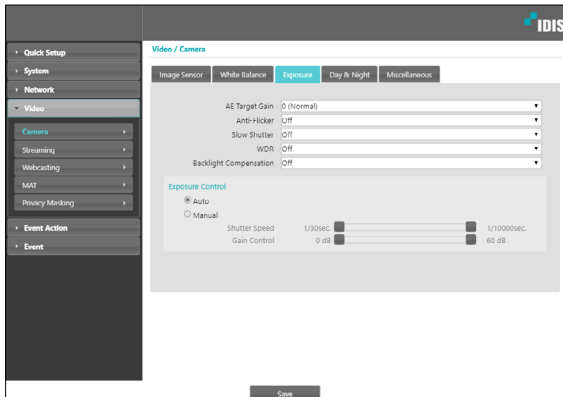 IDIS
Quick Setup
System
Network
Video
Camera
Streaming
Webcasting
MAT
Privacy Masking
Event Action
Event
Video / Camera
Image Sensor White Balance Exposure Day & Night Miscellaneous
AE Target Gain 0 (Normal)
Anti-Flicker Off
Slow Shutter Off
WDR Off
Backlight Compensation Off
Exposure Control
Auto
Manual
Shutter Speed 1/30sec. 1/10000sec.
Gain Control 0 dB 60 dB
Save